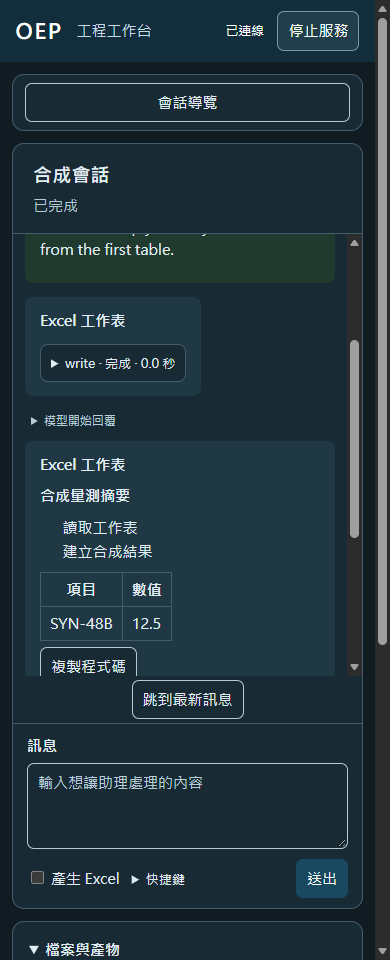 OEP 工程工作台 已連線 停止服務
會話導覽
合成會話
已完成
from the first table.
Excel 工作表
▶ write · 完成 · 0.0 秒
▶ 模型開始回覆
Excel 工作表
合成量測摘要
讀取工作表
建立合成結果
項目 數值
SYN-48B 12.5
複製程式碼
跳到最新訊息
訊息
輸入想讓助理處理的內容
產生 Excel ▶ 快捷鍵 送出
▼ 檔案與產物